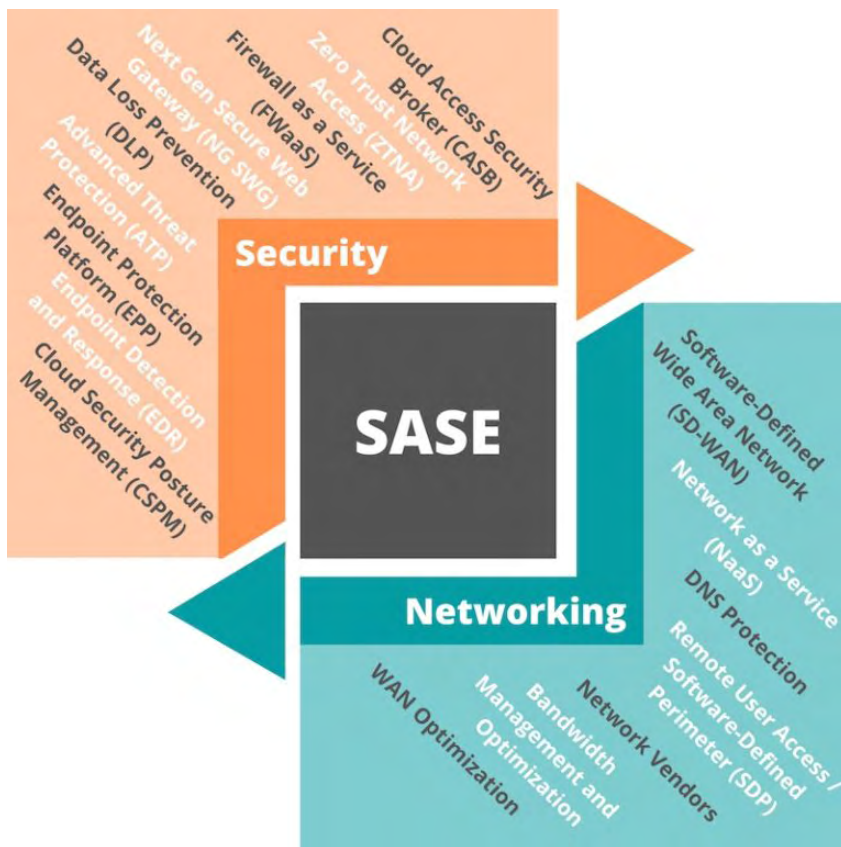 Cloud Access Security
Broker (CASB)
Zero Trust Network
Access (ZTNA)
Firewall as a Service
(FWaaS)
Next Gen Secure Web
Gateway (NG SWG)
Data Loss Prevention
(DLP)
Advanced Threat
Protection (ATP)
Endpoint Protection
Platform (EPP)
Endpoint Detection
and Response (EDR)
Cloud Security Posture
Management (CSPM)
Security
SASE
Networking
Software-Defined
Wide Area Network
(SD-WAN)
Network as a Service
(NaaS)
DNS Protection
Remote User Access /
Software-Defined
Perimeter (SDP)
Network Vendors
Bandwidth
Management and
Optimization
WAN Optimization